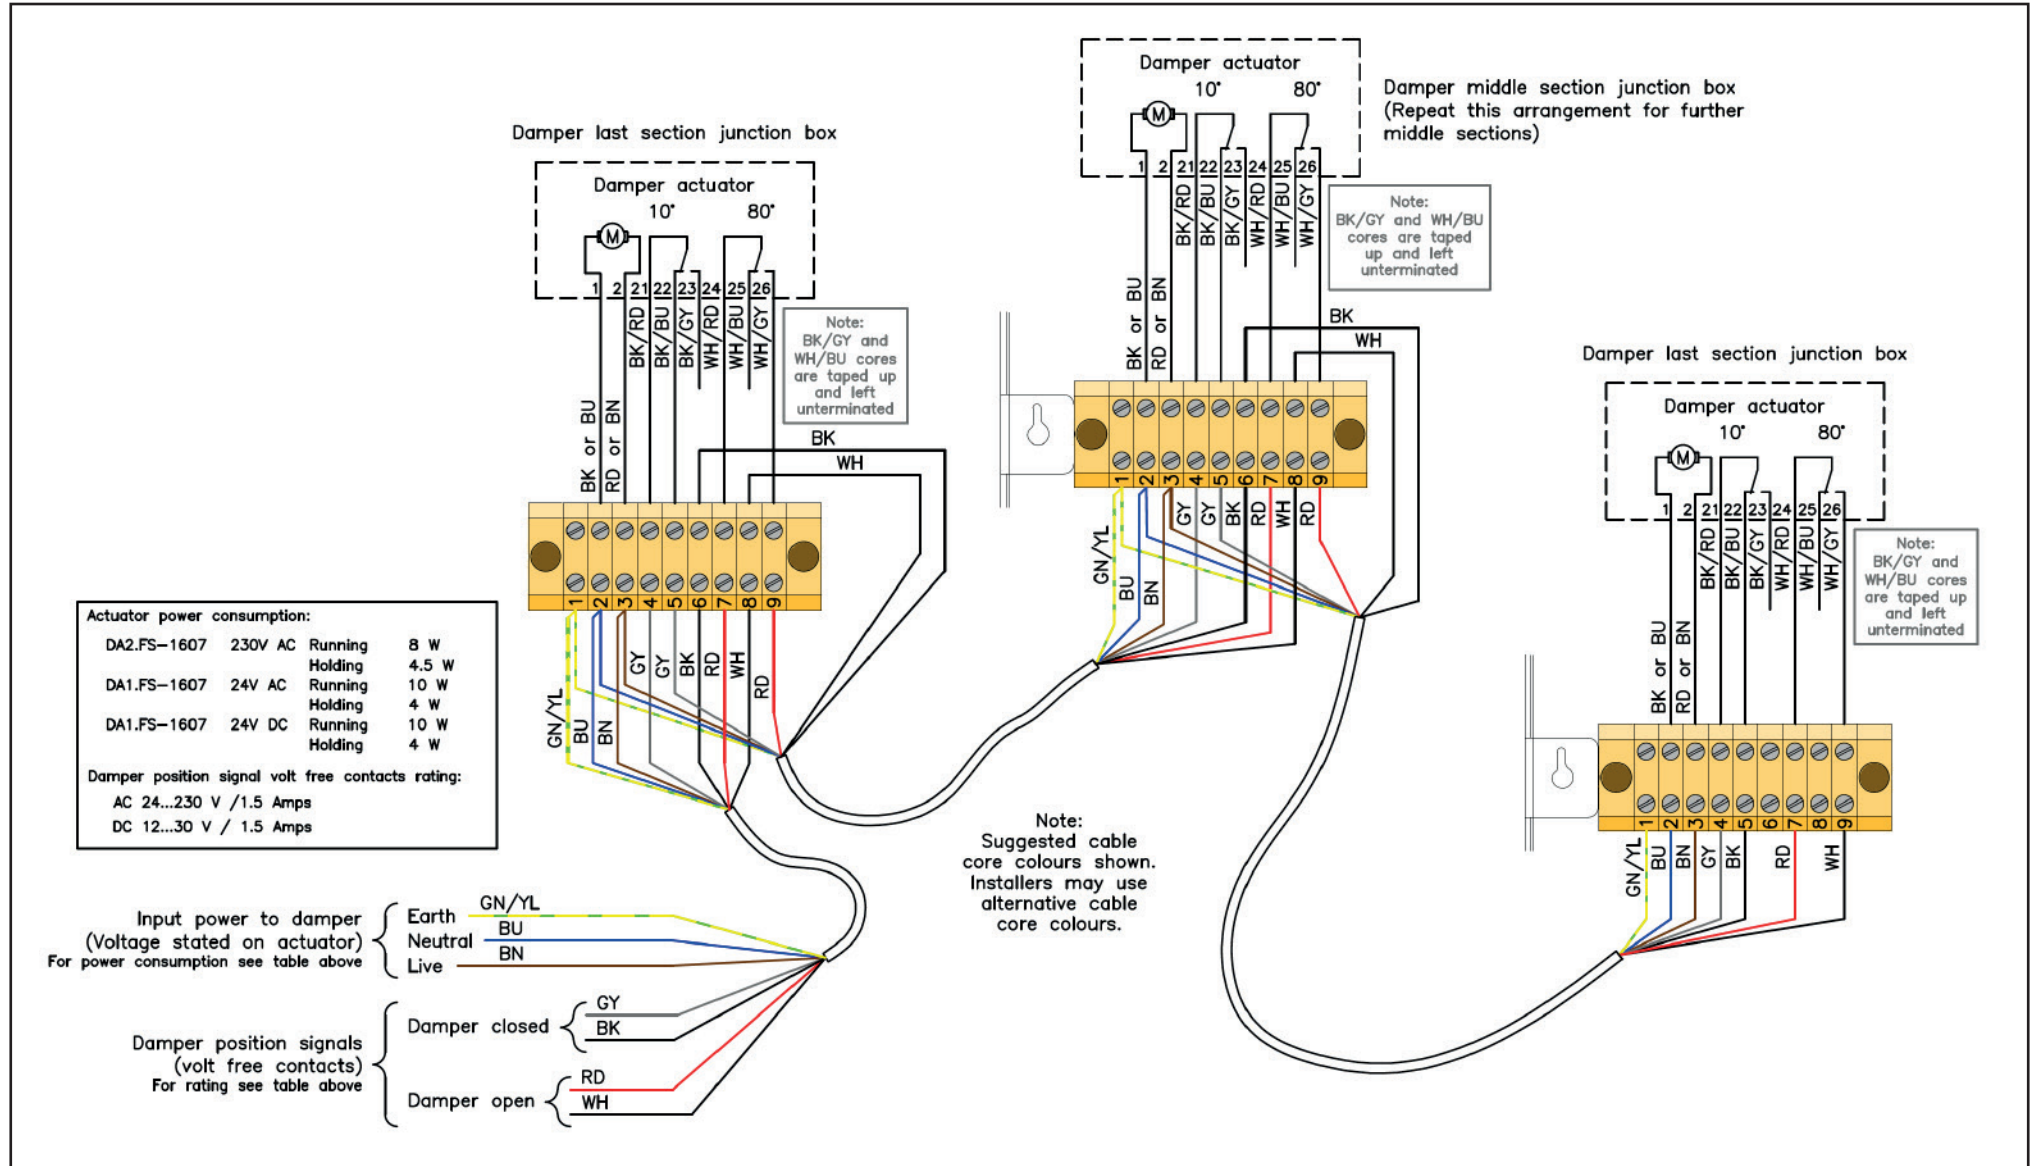 Damper last section junction box
Damper actuator
10° 80°
M
1 2 21 22 23 24 25 26
BK or BU
RD or BN
BK/RD
BK/BU
BK/GY
WH/RD
WH/BU
WH/GY
Note:
BK/GY and
WH/BU cores
are taped up
and left
unterminated
BK
WH
1 2 3 4 5 6 7 8 9
GN/YL
BU
BN
GY
GY
BK
RD
WH
RD
Damper actuator
10° 80°
M
1 2 21 22 23 24 25 26
Damper middle section junction box
(Repeat this arrangement for further
middle sections)
BK or BU
RD or BN
BK/RD
BK/BU
BK/GY
WH/RD
WH/BU
WH/GY
Note:
BK/GY and WH/BU
cores are taped
up and left
unterminated
BK
WH
1 2 3 4 5 6 7 8 9
GN/YL
BU
BN
GY
GY
BK
RD
WH
RD
Damper last section junction box
Damper actuator
10° 80°
M
1 2 21 22 23 24 25 26
BK or BU
RD or BN
BK/RD
BK/BU
BK/GY
WH/RD
WH/BU
WH/GY
Note:
BK/GY and
WH/BU cores
are taped up
and left
unterminated
1 2 3 4 5 6 7 8 9
GN/YL
BU
BN
GY
BK
RD
WH
Actuator power consumption:
DA2.FS-1607 230V AC Running 8 W
Holding 4.5 W
DA1.FS-1607 24V AC Running 10 W
Holding 4 W
DA1.FS-1607 24V DC Running 10 W
Holding 4 W
Damper position signal volt free contacts rating:
AC 24...230 V /1.5 Amps
DC 12...30 V / 1.5 Amps
Note:
Suggested cable
core colours shown.
Installers may use
alternative cable
core colours.
Input power to damper
(Voltage stated on actuator)
For power consumption see table above
Earth GN/YL
Neutral BU
Live BN
Damper position signals
(volt free contacts)
For rating see table above
Damper closed
GY
BK
Damper open
RD
WH